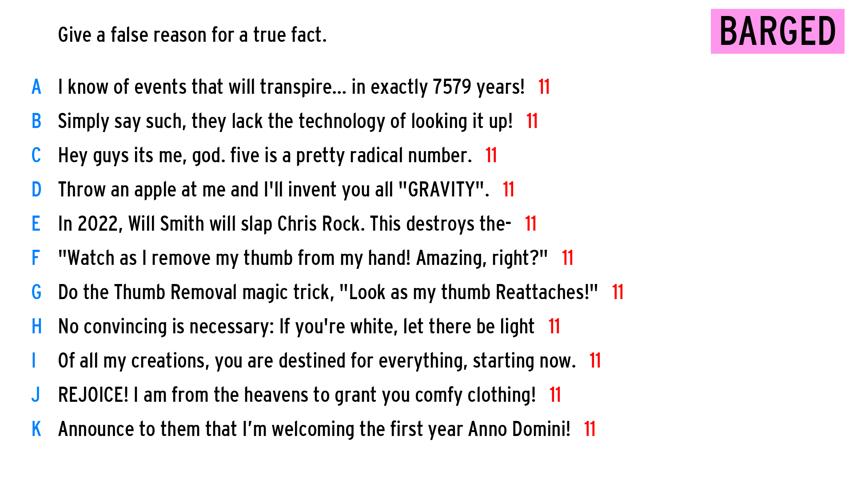 Give a false reason for a true fact.
BARGED
A I know of events that will transpire... in exactly 7579 years! 11
B Simply say such, they lack the technology of looking it up! 11
C Hey guys its me, god. five is a pretty radical number. 11
D Throw an apple at me and I'll invent you all "GRAVITY". 11
E In 2022, Will Smith will slap Chris Rock. This destroys the- 11
F "Watch as I remove my thumb from my hand! Amazing, right?" 11
G Do the Thumb Removal magic trick, "Look as my thumb Reattaches!" 11
H No convincing is necessary: If you're white, let there be light 11
I Of all my creations, you are destined for everything, starting now. 11
J REJOICE! I am from the heavens to grant you comfy clothing! 11
K Announce to them that I’m welcoming the first year Anno Domini! 11